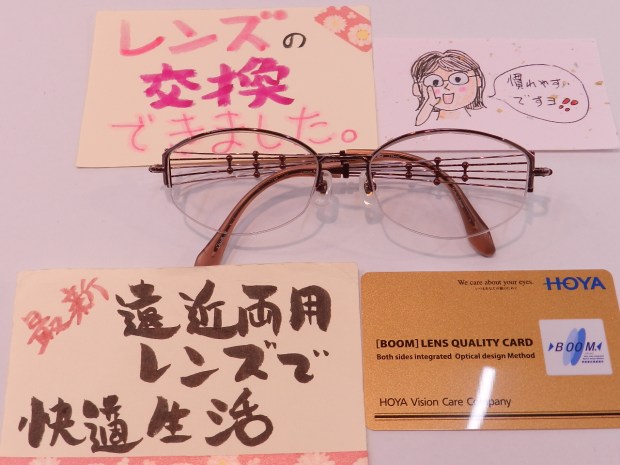 レンズの
交換
できました。
慣れやすい
ですヨ
最新
遠近両用
レンズで
快適生活
We care about your eyes.
HOYA
[BOOM] LENS QUALITY CARD
Both sides Integrated Optical design Method
BOOM
HOYA Vision Care Company